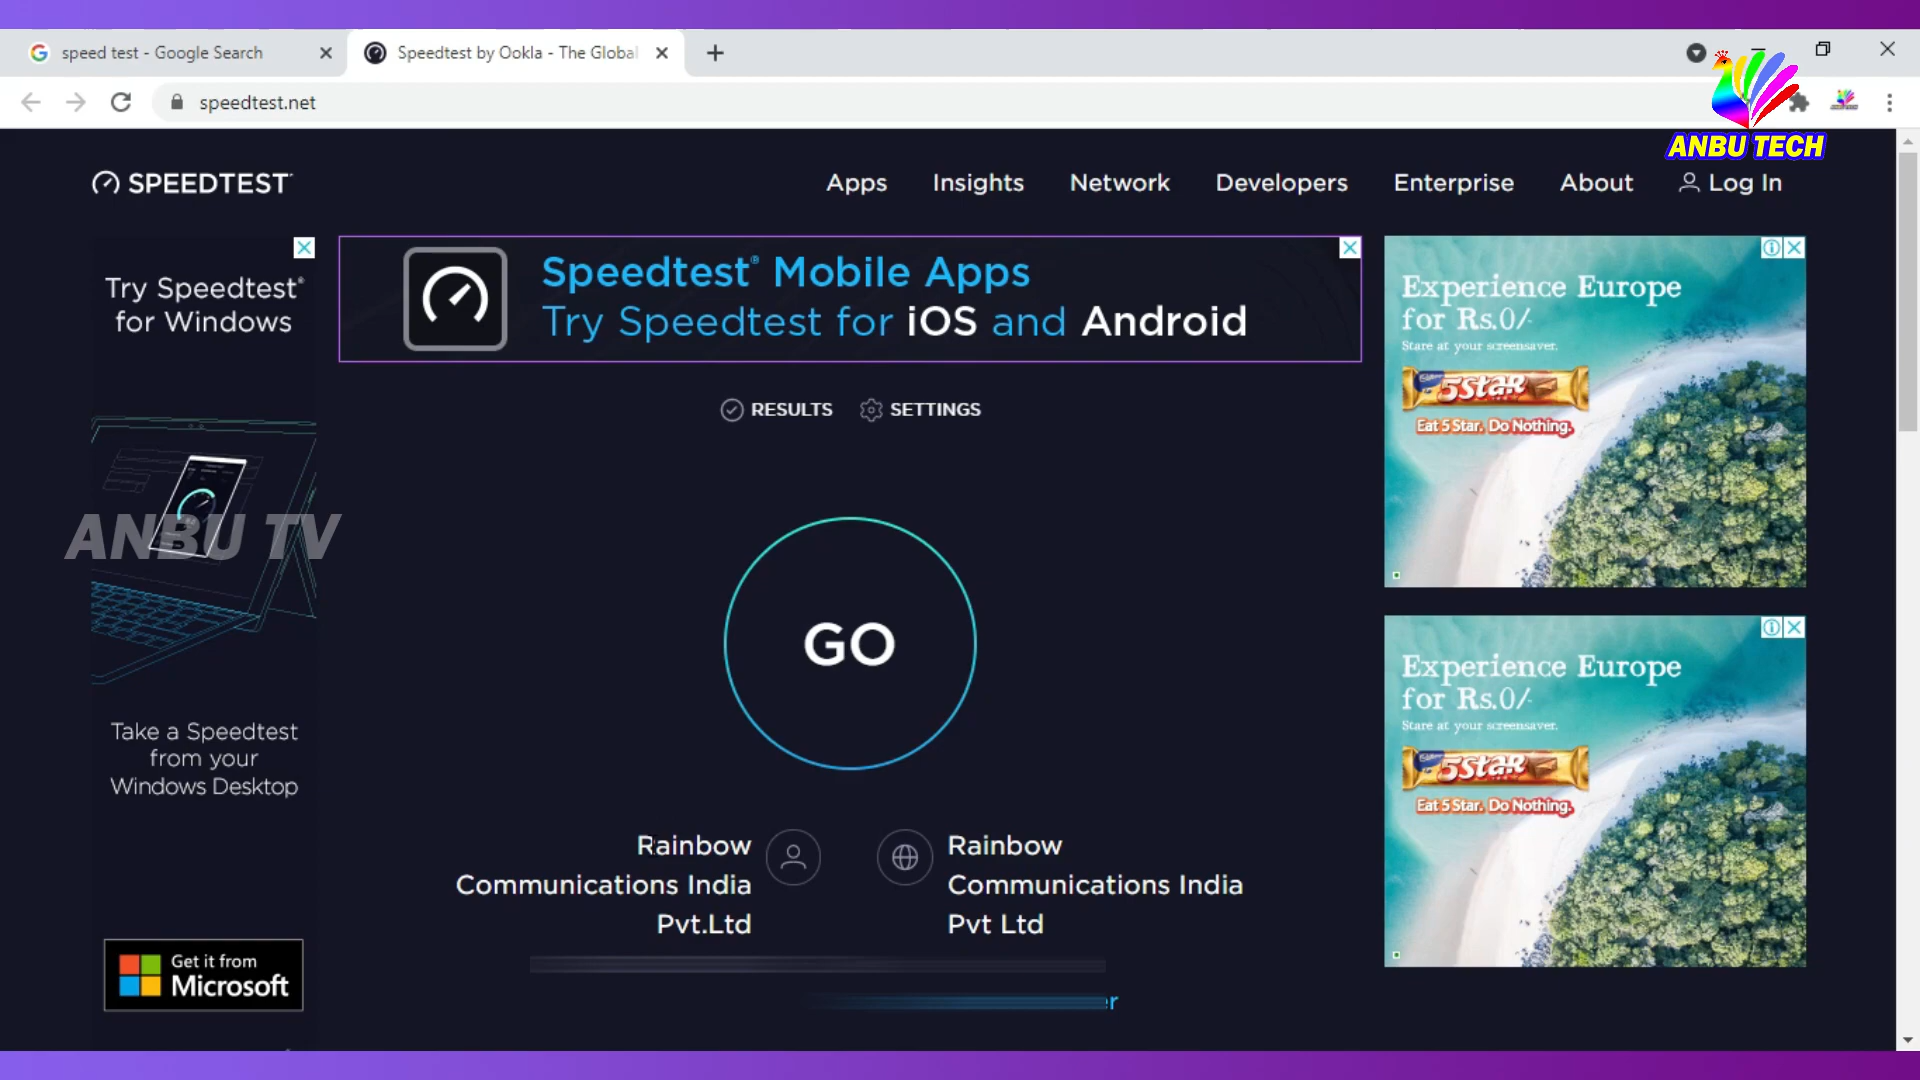 speed test - Google Search
Speedtest by Ookla - The Global
speedtest.net
ANBU TECH
SPEEDTEST
Apps
Insights
Network
Developers
Enterprise
About
Log In
Try Speedtest®
for Windows
Speedtest® Mobile Apps
Try Speedtest for iOS and Android
Experience Europe
for Rs.0/-
Stare at your screensaver.
Cadbury
5Star
Eat 5 Star. Do Nothing.
RESULTS
SETTINGS
ANBU TV
GO
Take a Speedtest
from your
Windows Desktop
Experience Europe
for Rs.0/-
Stare at your screensaver.
Cadbury
5Star
Eat 5 Star. Do Nothing.
Rainbow
Communications India
Pvt.Ltd
Rainbow
Communications India
Pvt Ltd
Get it from
Microsoft